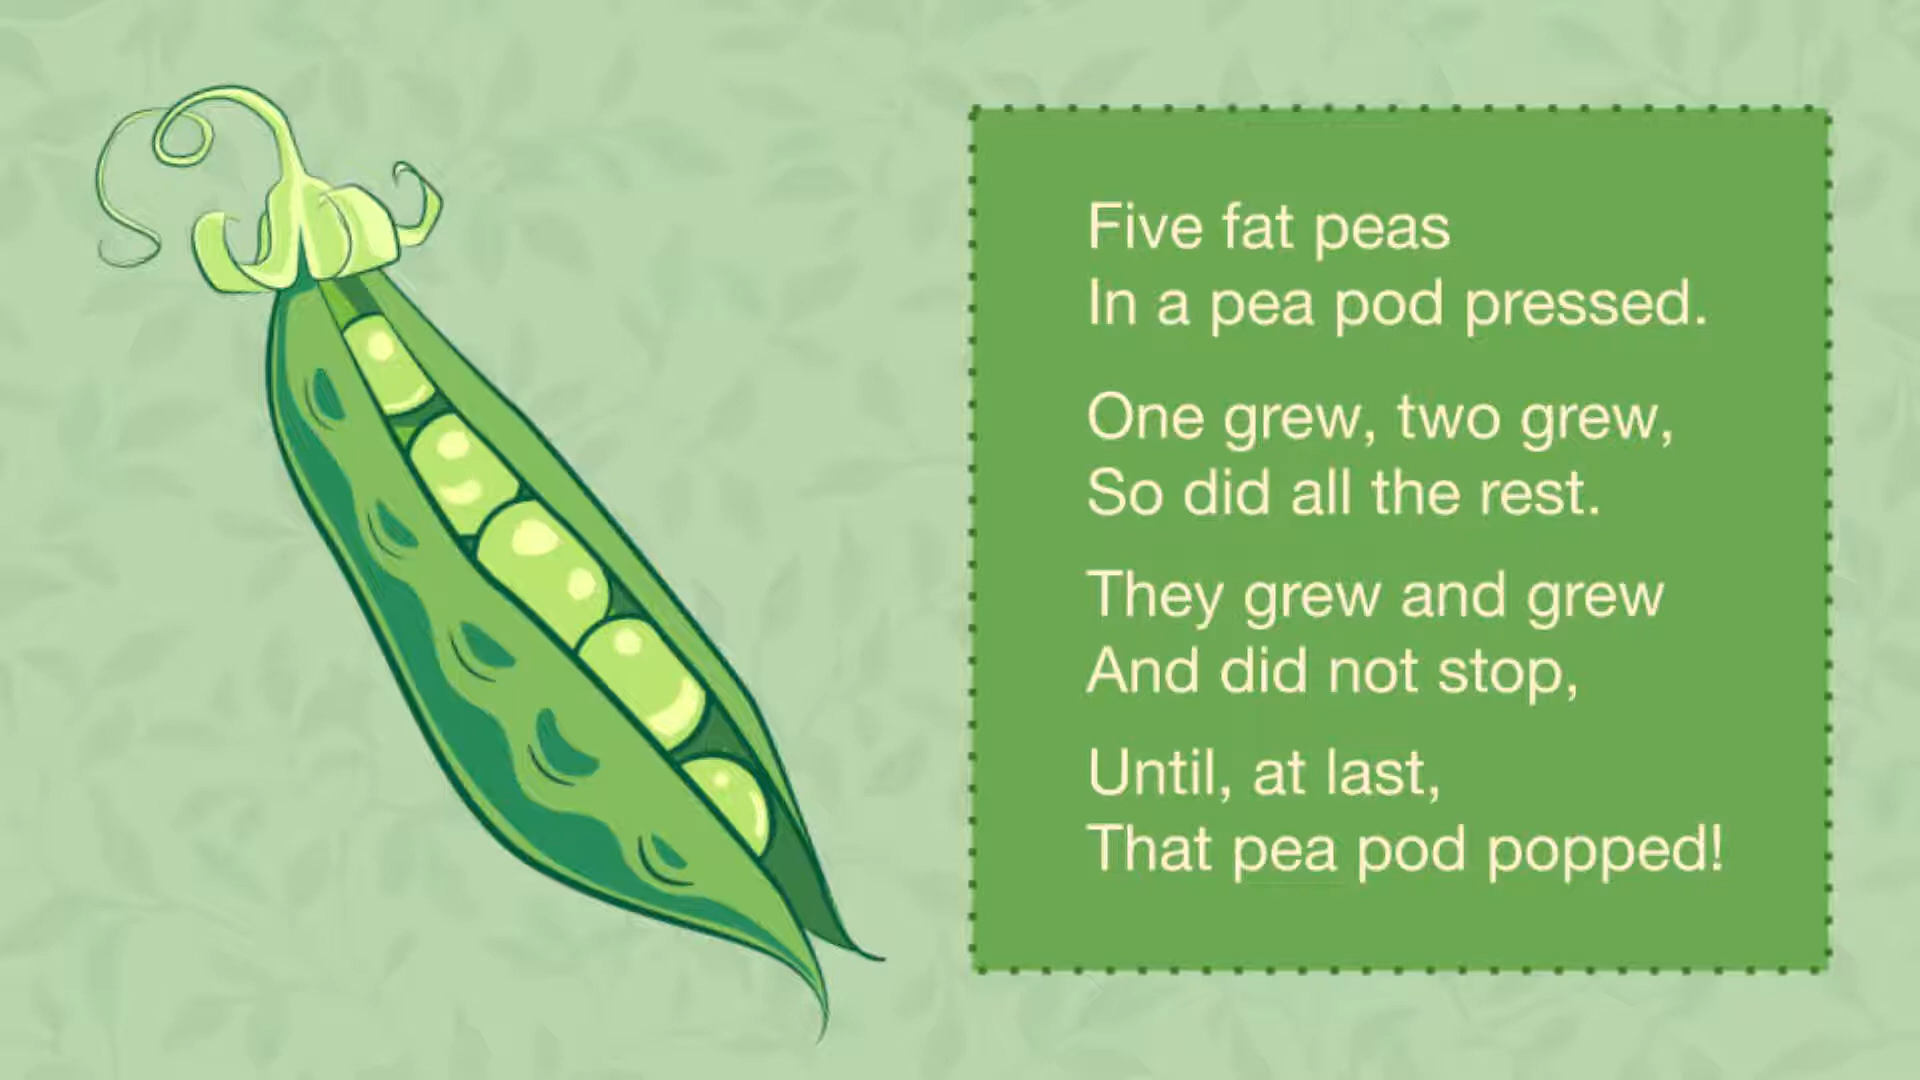 Five fat peas
In a pea pod pressed.
One grew, two grew,
So did all the rest.
They grew and grew
And did not stop,
Until, at last,
That pea pod popped!